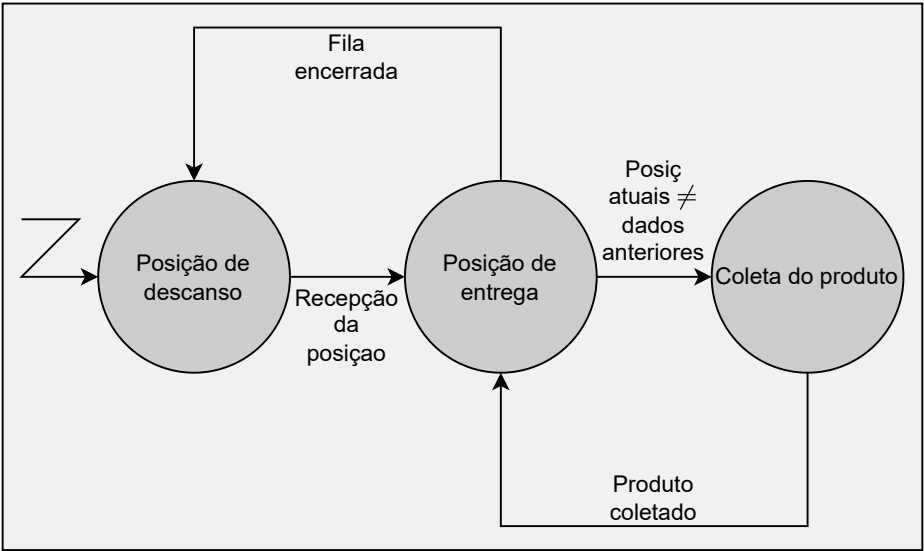 Fila
encerrada
Posição de
descanso
Recepção
da
posiçao
Posição de
entrega
Posiç
atuais ≠
dados
anteriores
Coleta do produto
Produto
coletado